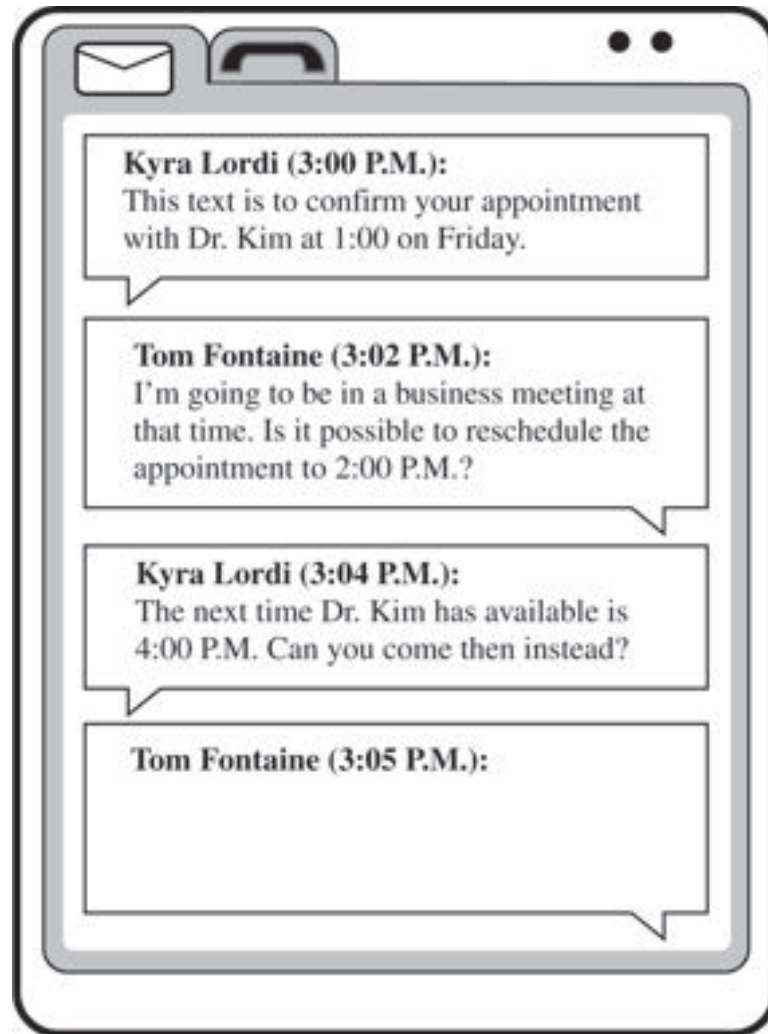 Kyra Lordi (3:00 P.M.):
This text is to confirm your appointment
with Dr. Kim at 1:00 on Friday.
Tom Fontaine (3:02 P.M.):
I'm going to be in a business meeting at
that time. Is it possible to reschedule the
appointment to 2:00 P.M.?
Kyra Lordi (3:04 P.M.):
The next time Dr. Kim has available is
4:00 P.M. Can you come then instead?
Tom Fontaine (3:05 P.M.):